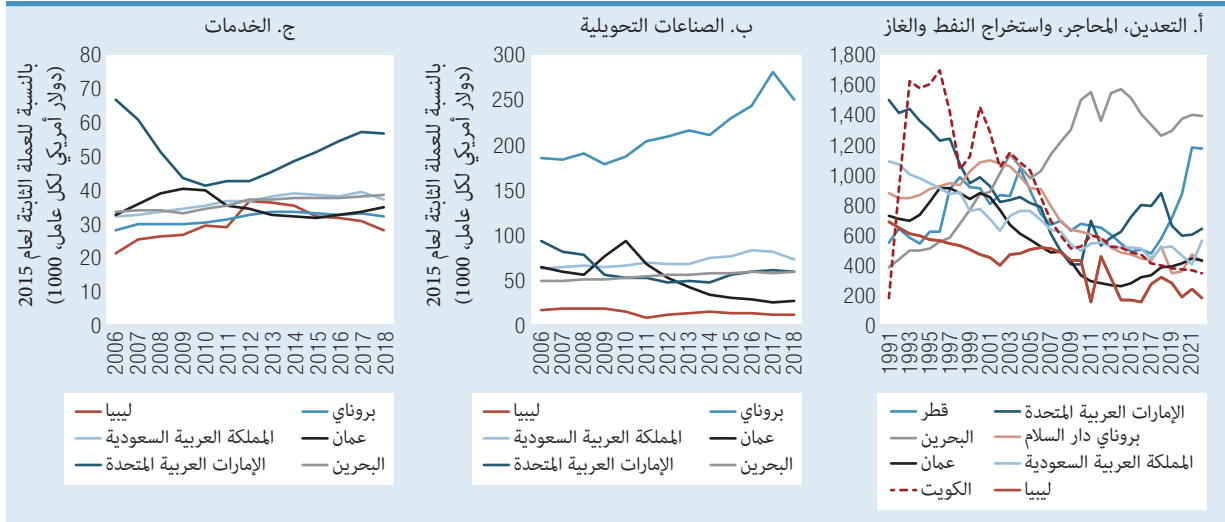 أ. التعدين، المحاجر، واستخراج النفط والغاز
1,800
1,600
1,400
1,200
1,000
800
600
400
200
0
1991
1993
1995
1997
1999
2001
2003
2005
2007
2009
2011
2013
2015
2017
2019
2021
الإمارات العربية المتحدة
قطر
بروناي دار السلام
البحرين
المملكة العربية السعودية
عمان
ليبيا
الكويت
ب. الصناعات التحويلية
بالنسبة للعملة الثابتة لعام 2015
(دولار أمريكي لكل عامل، 1000)
300
250
200
150
100
50
0
2006
2007
2008
2009
2010
2011
2012
2013
2014
2015
2016
2017
2018
بروناي
ليبيا
عمان
المملكة العربية السعودية
البحرين
الإمارات العربية المتحدة
ج. الخدمات
بالنسبة للعملة الثابتة لعام 2015
(دولار أمريكي لكل عامل، 1000)
80
70
60
50
40
30
20
10
0
2006
2007
2008
2009
2010
2011
2012
2013
2014
2015
2016
2017
2018
بروناي
ليبيا
عمان
المملكة العربية السعودية
البحرين
الإمارات العربية المتحدة